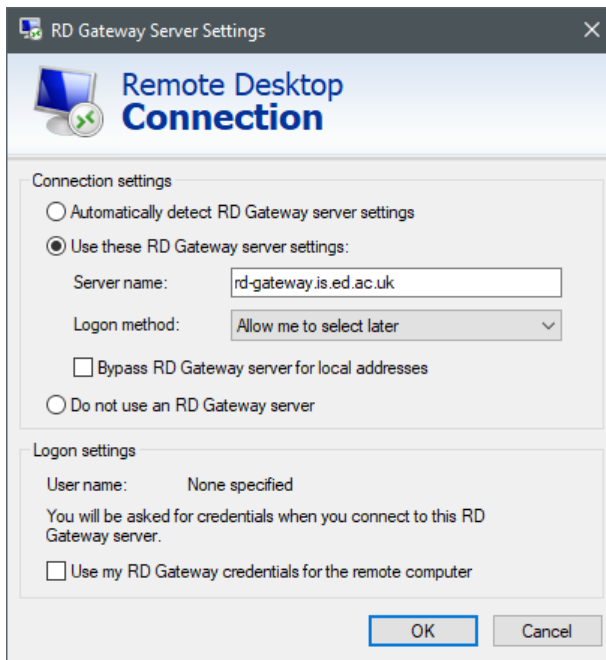 RD Gateway Server Settings
Remote Desktop
Connection
Connection settings
Automatically detect RD Gateway server settings
Use these RD Gateway server settings:
Server name: rd-gateway.is.ed.ac.uk
Logon method: Allow me to select later
Bypass RD Gateway server for local addresses
Do not use an RD Gateway server
Logon settings
User name: None specified
You will be asked for credentials when you connect to this RD
Gateway server.
Use my RD Gateway credentials for the remote computer
OK Cancel